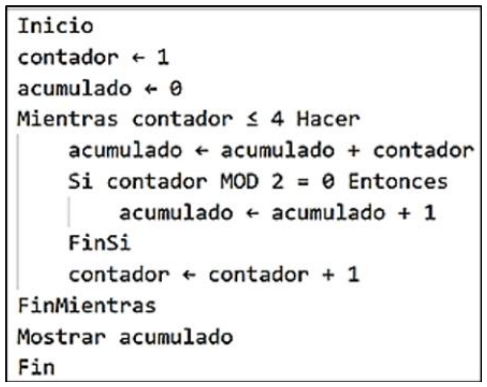 Inicio
contador ← 1
acumulado ← 0
Mientras contador ≤ 4 Hacer
acumulado ← acumulado + contador
Si contador MOD 2 = 0 Entonces
acumulado ← acumulado + 1
FinSi
contador ← contador + 1
FinMientras
Mostrar acumulado
Fin